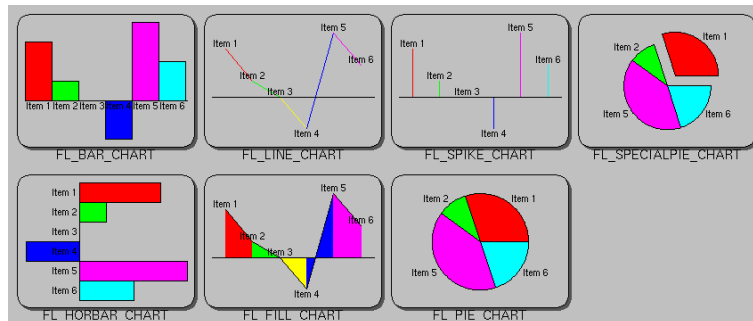 Item 1 Item 2 Item 3 Item 4 Item 5 Item 6
FL_BAR_CHART
Item 1
Item 2
Item 3
Item 4
Item 5
Item 6
FL_LINE_CHART
Item 1
Item 2
Item 3
Item 4
Item 5
Item 6
FL_SPIKE_CHART
Item 1
Item 2
Item 5
Item 6
FL_SPECIALPIE_CHART
Item 1
Item 2
Item 3
Item 4
Item 5
Item 6
FL_HORBAR_CHART
Item 1
Item 2
Item 3
Item 4
Item 5
Item 6
FL_FILL_CHART
Item 1
Item 2
Item 5
Item 6
FL_PIE_CHART